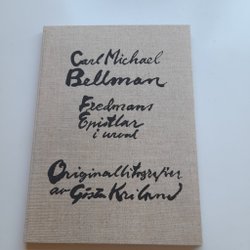 Carl Michael
Bellman
Fredmans
Epistlar
i urval
Originallitografier
av Gösta Kriland